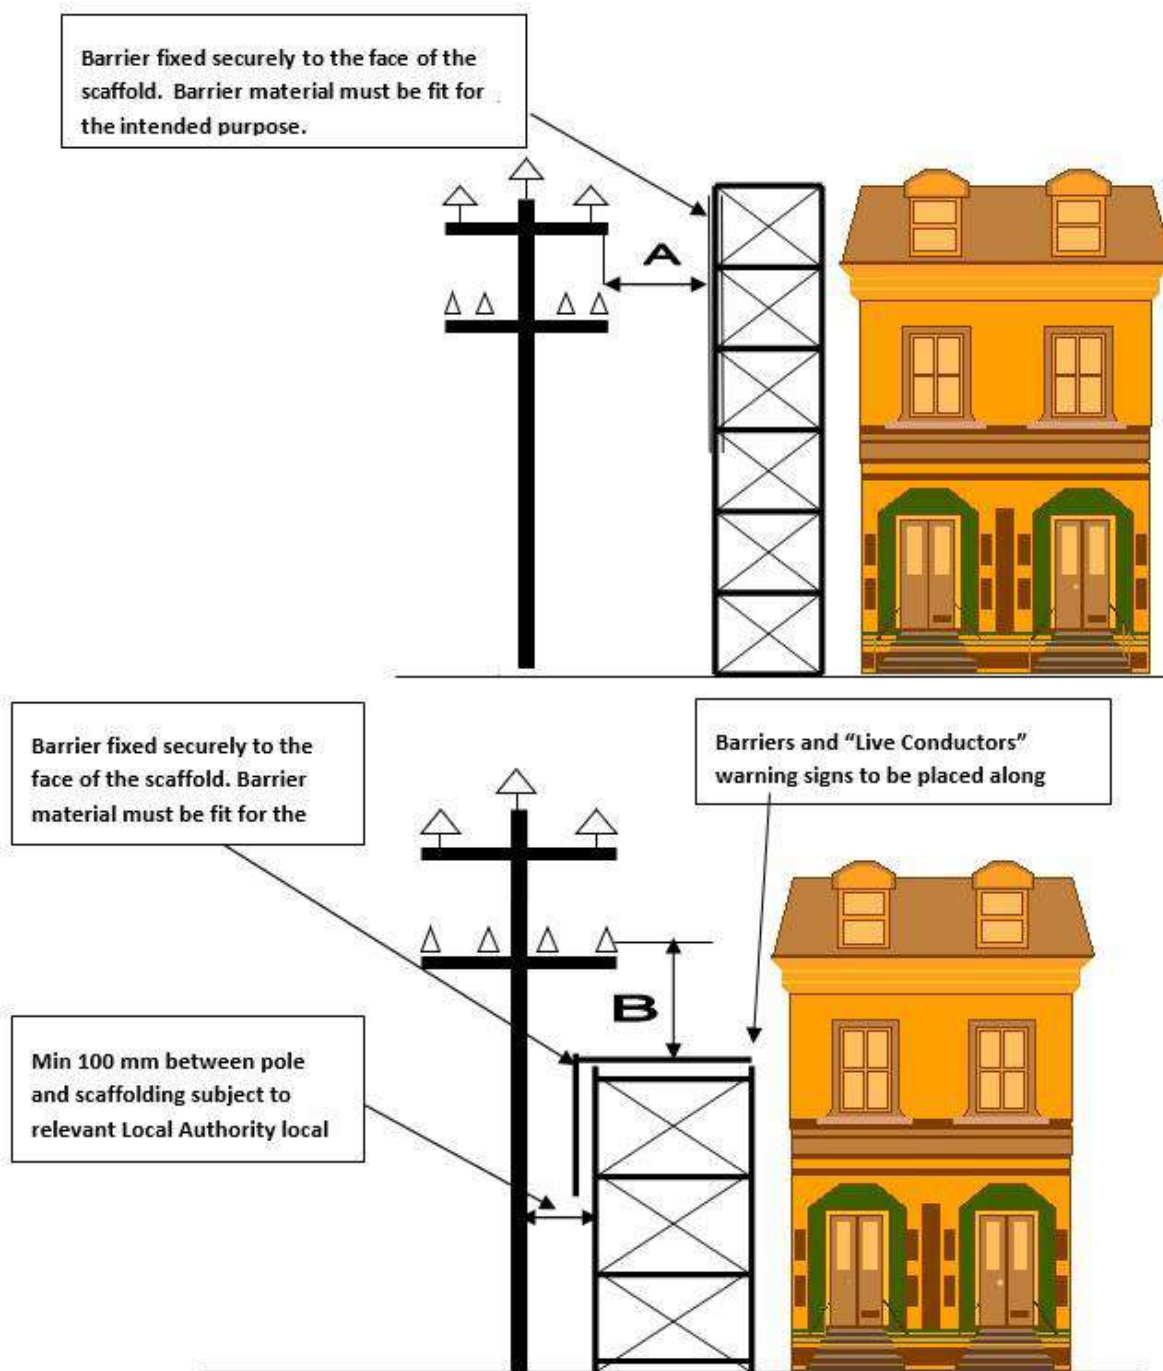 Barrier fixed securely to the face of the
scaffold. Barrier material must be fit for
the intended purpose.
A
Barrier fixed securely to the
face of the scaffold. Barrier
material must be fit for the
Barriers and “Live Conductors”
warning signs to be placed along
B
Min 100 mm between pole
and scaffolding subject to
relevant Local Authority local